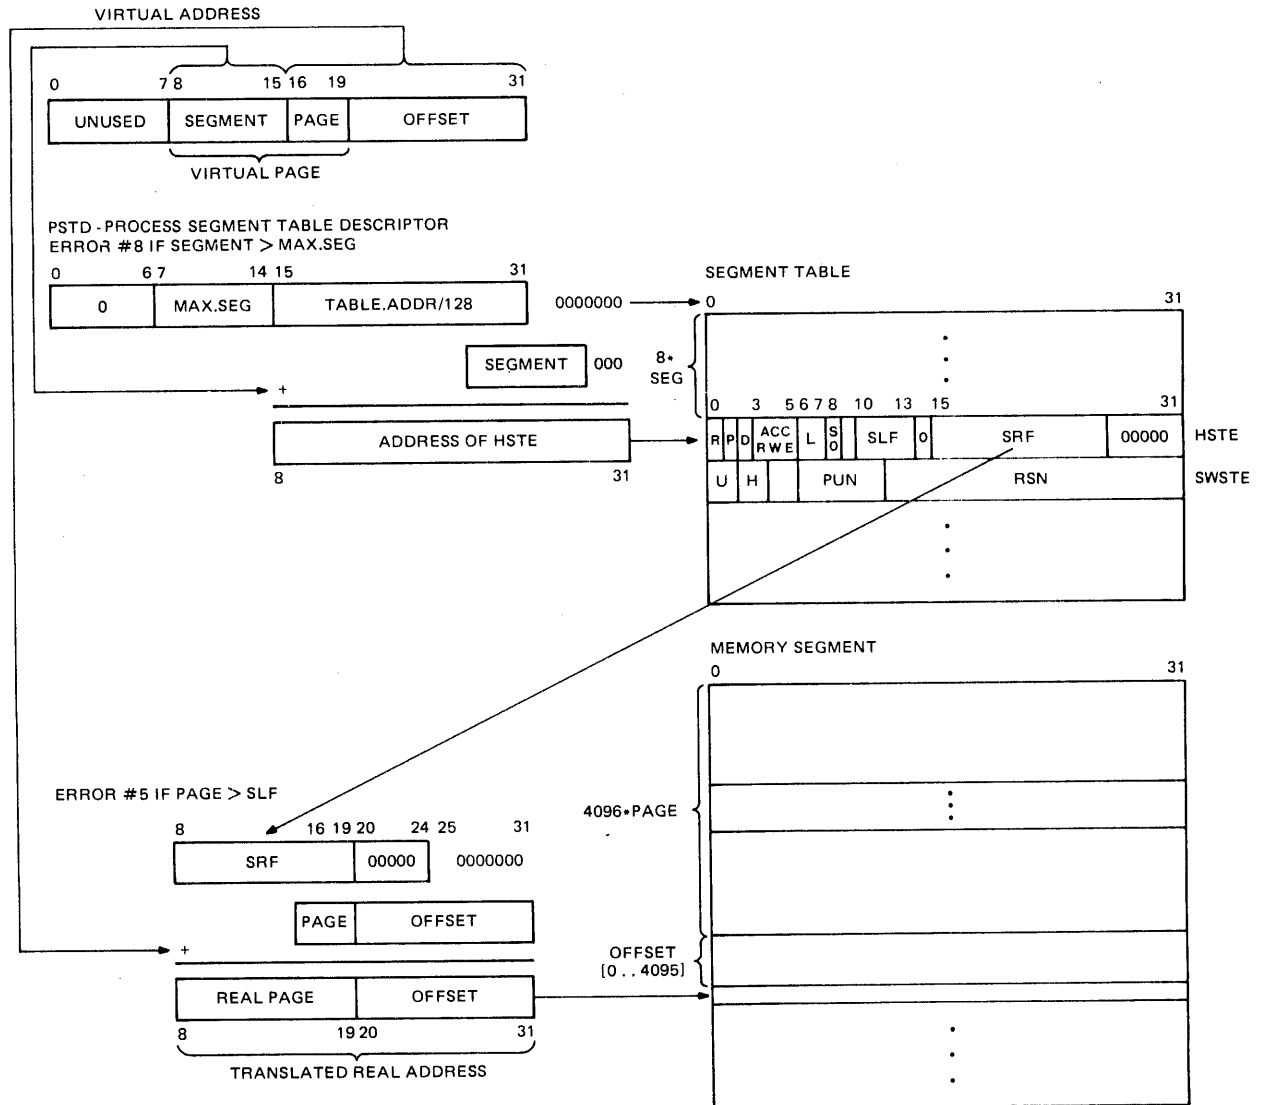 VIRTUAL ADDRESS
0 7 8 15 16 19 31
UNUSED SEGMENT PAGE OFFSET
VIRTUAL PAGE
PSTD - PROCESS SEGMENT TABLE DESCRIPTOR
ERROR #8 IF SEGMENT > MAX.SEG
0 6 7 14 15 31
0 MAX.SEG TABLE.ADDR/128 0000000
SEGMENT 000
+
ADDRESS OF HSTE
8 31
SEGMENT TABLE
0 31
8*
SEG
0 3 5 6 7 8 10 13 15 31
R P D ACC RWE L S0 SLF 0 SRF 00000 HSTE
U H PUN RSN SWSTE
MEMORY SEGMENT
0 31
4096*PAGE
OFFSET
[0 . . 4095]
ERROR #5 IF PAGE > SLF
8 16 19 20 24 25 31
SRF 00000 0000000
PAGE OFFSET
+
REAL PAGE OFFSET
8 19 20 31
TRANSLATED REAL ADDRESS